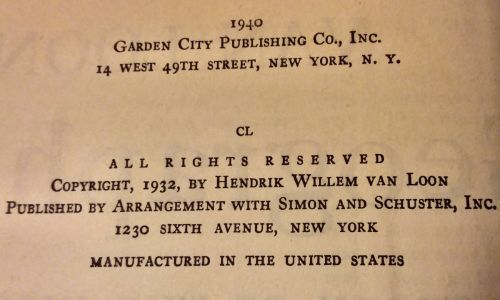 1940
GARDEN CITY PUBLISHING CO., INC.
14 WEST 49TH STREET, NEW YORK, N. Y.
CL
ALL RIGHTS RESERVED
COPYRIGHT, 1932, BY HENDRIK WILLEM VAN LOON
PUBLISHED BY ARRANGEMENT WITH SIMON AND SCHUSTER, INC.
1230 SIXTH AVENUE, NEW YORK
MANUFACTURED IN THE UNITED STATES